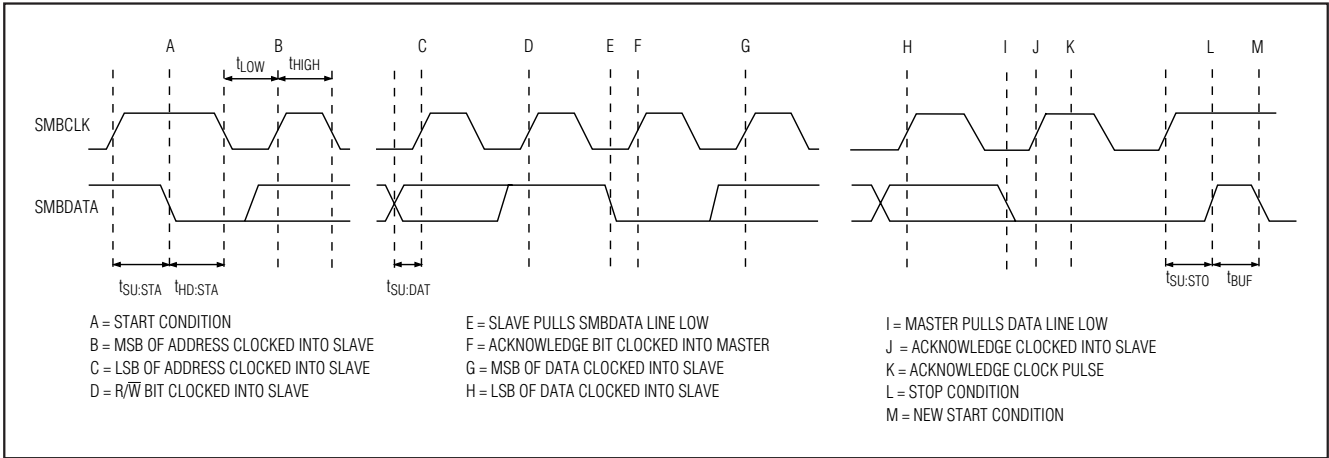 A B C D E F G H I J K L M
tLOW tHIGH
SMBCLK
SMBDATA
tSU:STA tHD:STA tSU:DAT tSU:STO tBUF
A = START CONDITION
B = MSB OF ADDRESS CLOCKED INTO SLAVE
C = LSB OF ADDRESS CLOCKED INTO SLAVE
D = R/W̅ BIT CLOCKED INTO SLAVE
E = SLAVE PULLS SMBDATA LINE LOW
F = ACKNOWLEDGE BIT CLOCKED INTO MASTER
G = MSB OF DATA CLOCKED INTO SLAVE
H = LSB OF DATA CLOCKED INTO SLAVE
I = MASTER PULLS DATA LINE LOW
J = ACKNOWLEDGE CLOCKED INTO SLAVE
K = ACKNOWLEDGE CLOCK PULSE
L = STOP CONDITION
M = NEW START CONDITION